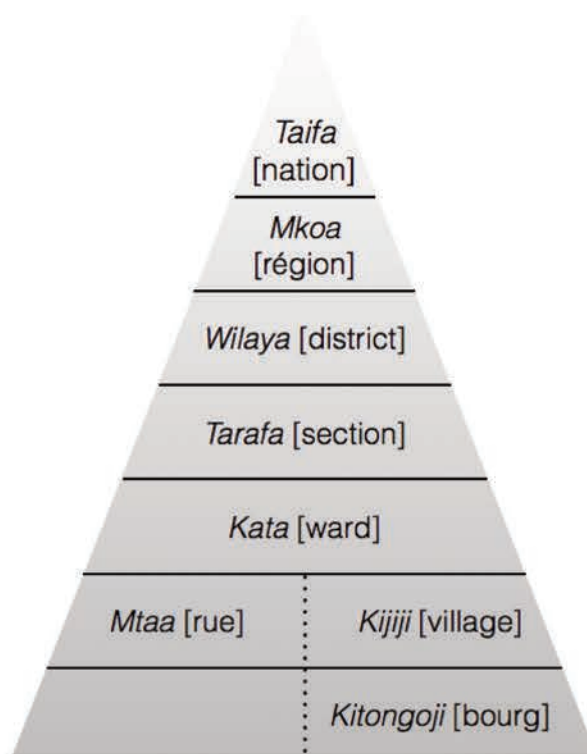 Taifa
[nation]
Mkoa
[région]
Wilaya [district]
Tarafa [section]
Kata [ward]
Mtaa [rue]
Kijiji [village]
Kitongoji [bourg]